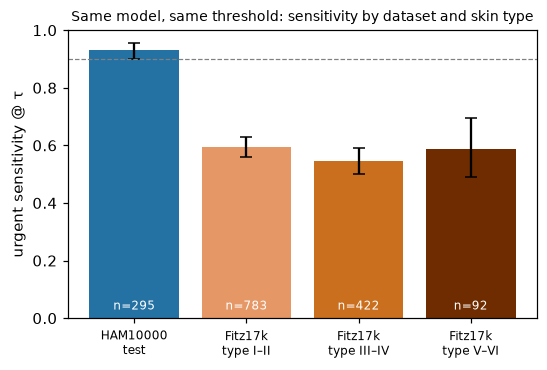 Same model, same threshold: sensitivity by dataset and skin type
urgent sensitivity @ τ
1.0
0.8
0.6
0.4
0.2
0.0
n=295
n=783
n=422
n=92
HAM10000
test
Fitz17k
type I–II
Fitz17k
type III–IV
Fitz17k
type V–VI